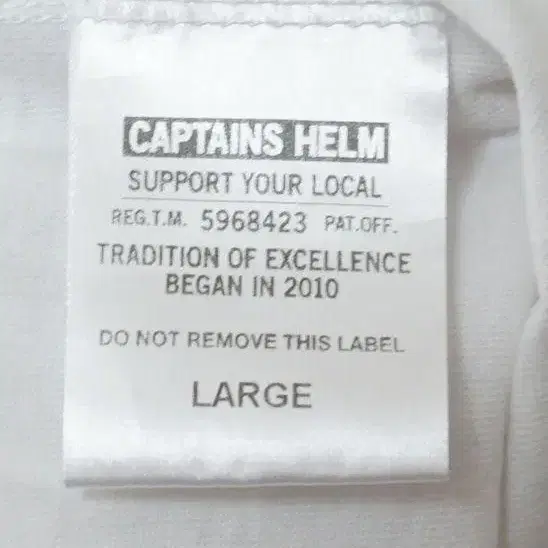 CAPTAINS HELM
SUPPORT YOUR LOCAL
REG.T.M. 5968423 PAT.OFF.
TRADITION OF EXCELLENCE
BEGAN IN 2010
DO NOT REMOVE THIS LABEL
LARGE